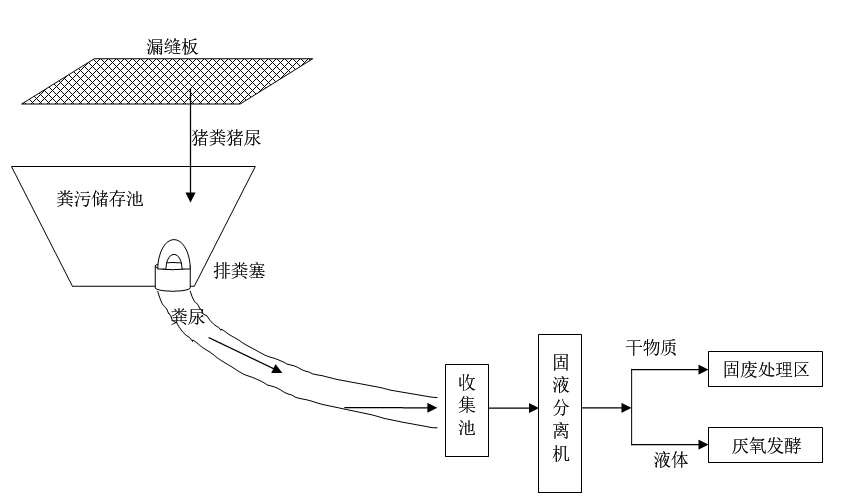 漏缝板
猪粪猪尿
粪污储存池
排粪塞
粪尿
收集池
固液分离机
干物质
固废处理区
液体
厌氧发酵